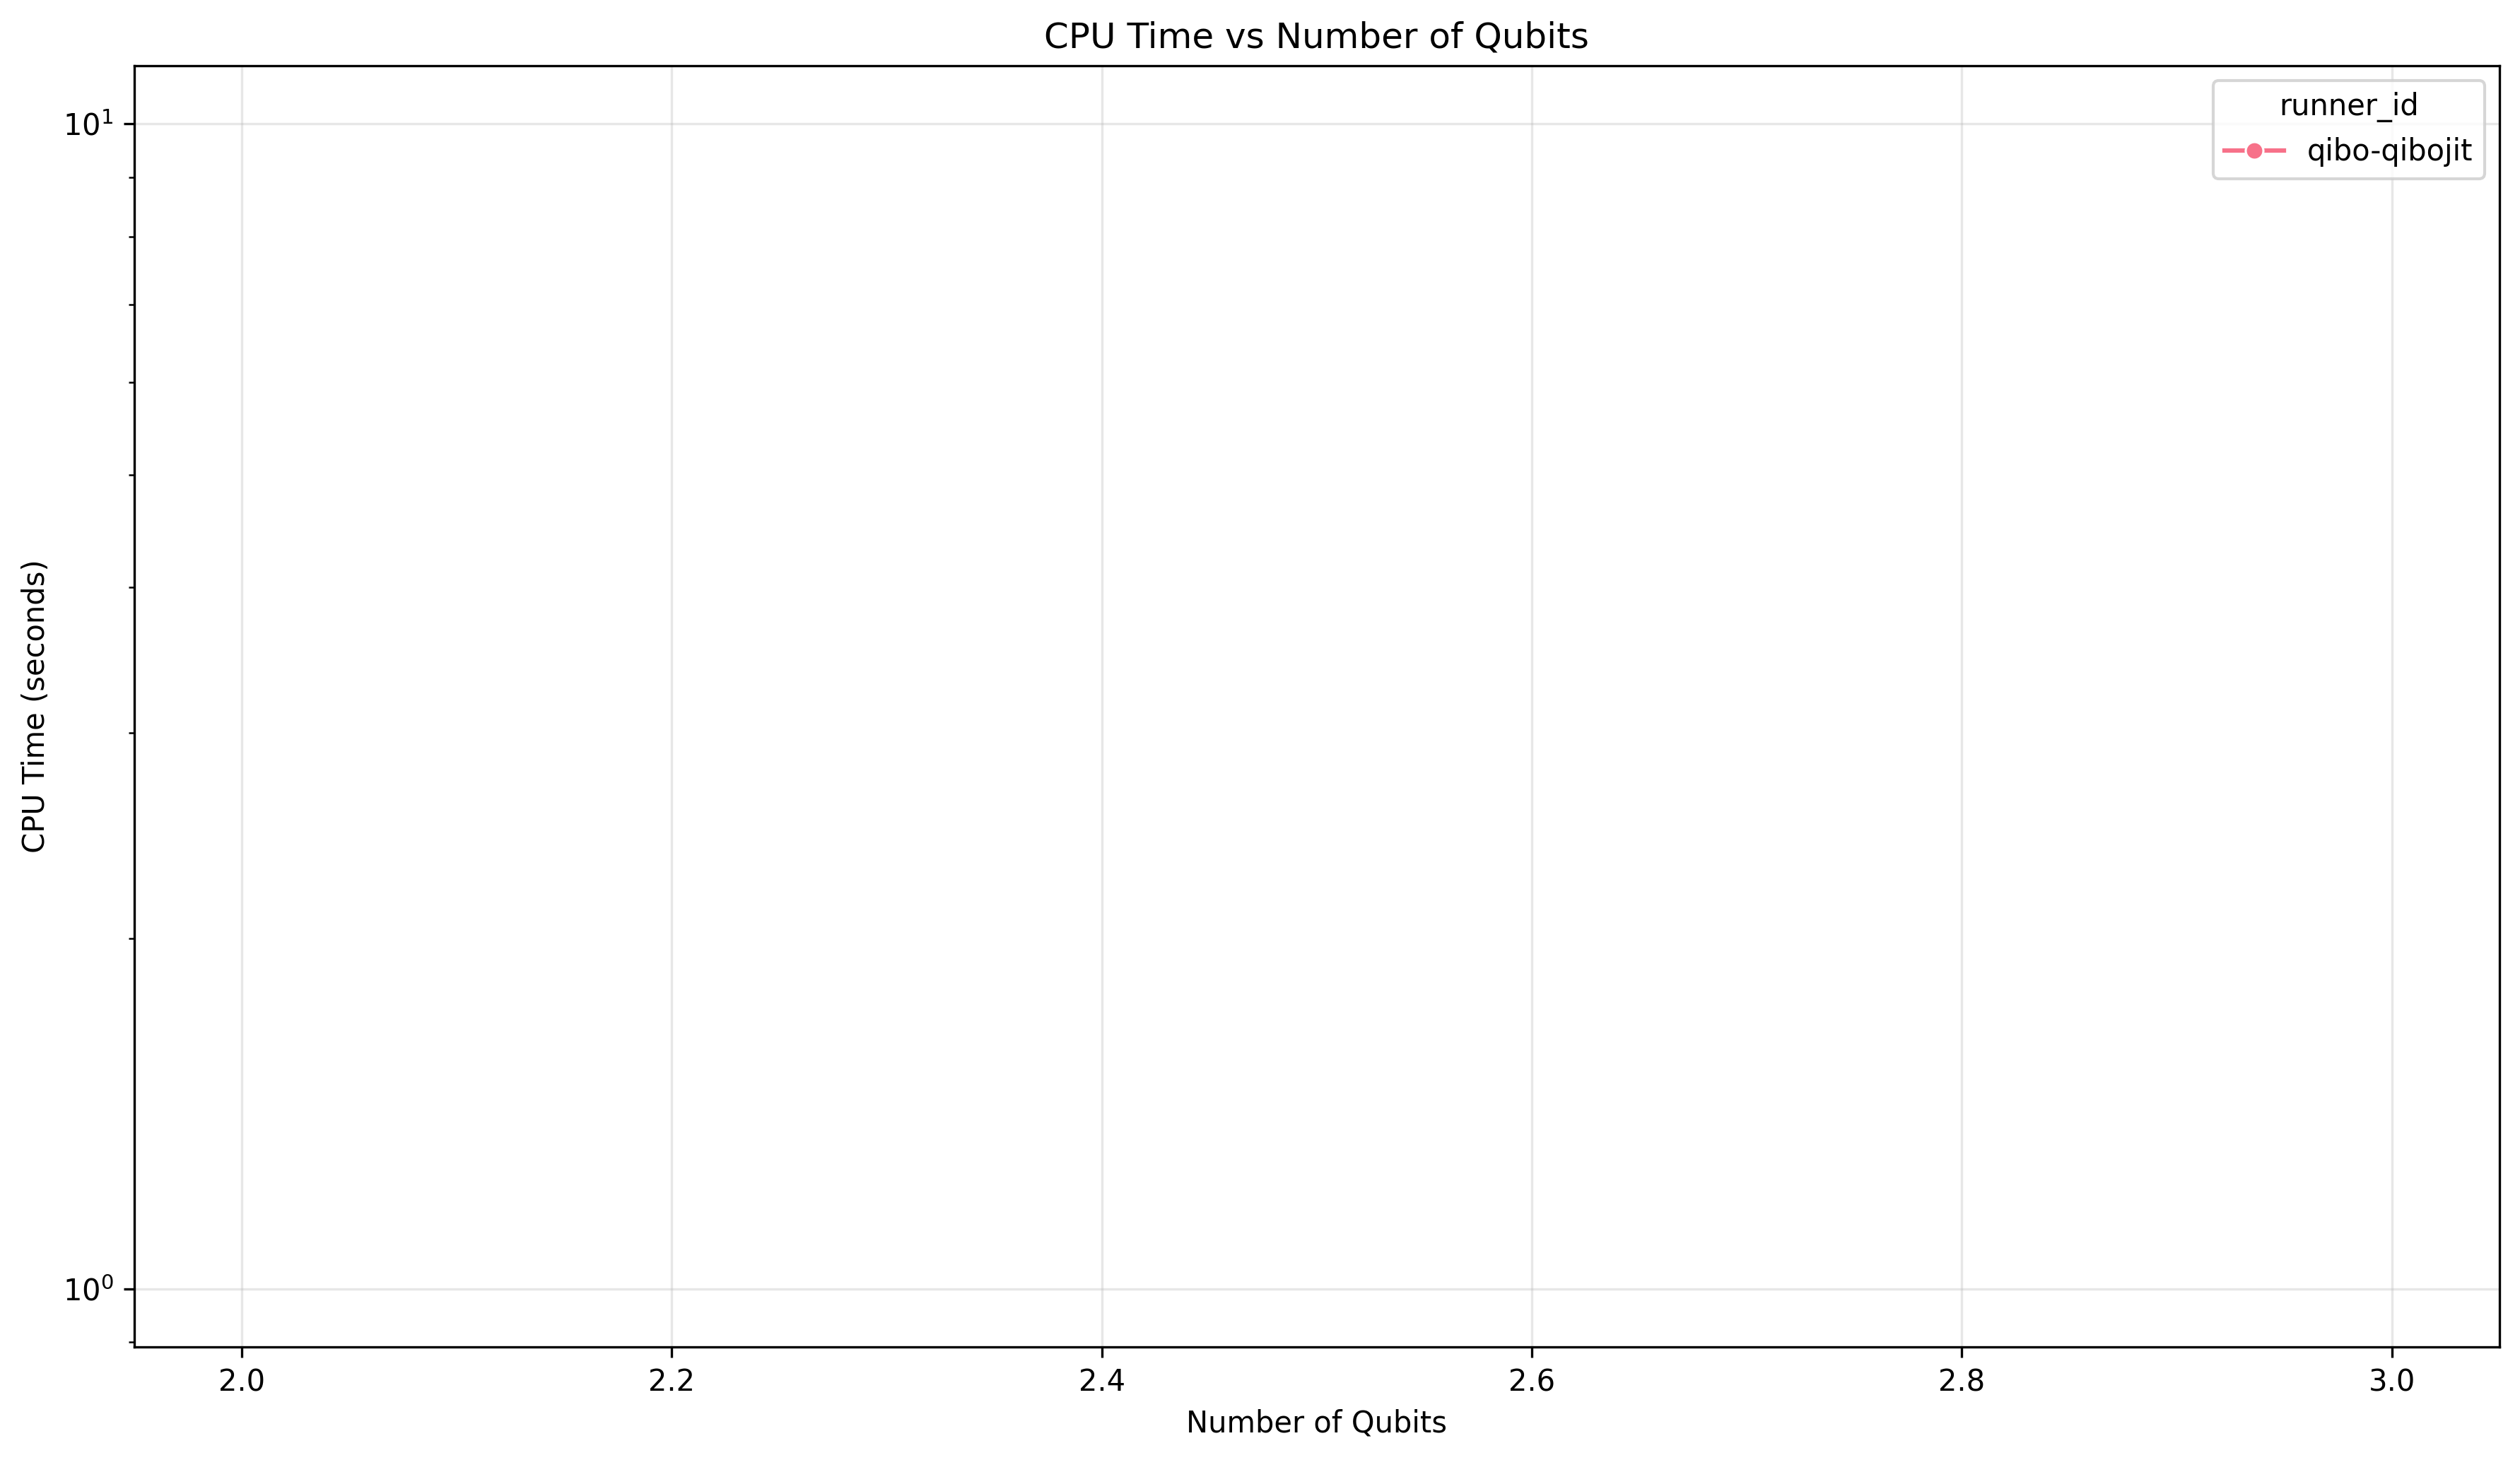 CPU Time vs Number of Qubits
runner_id
qibo-qibojit
10¹
10⁰
CPU Time (seconds)
2.0 2.2 2.4 2.6 2.8 3.0
Number of Qubits